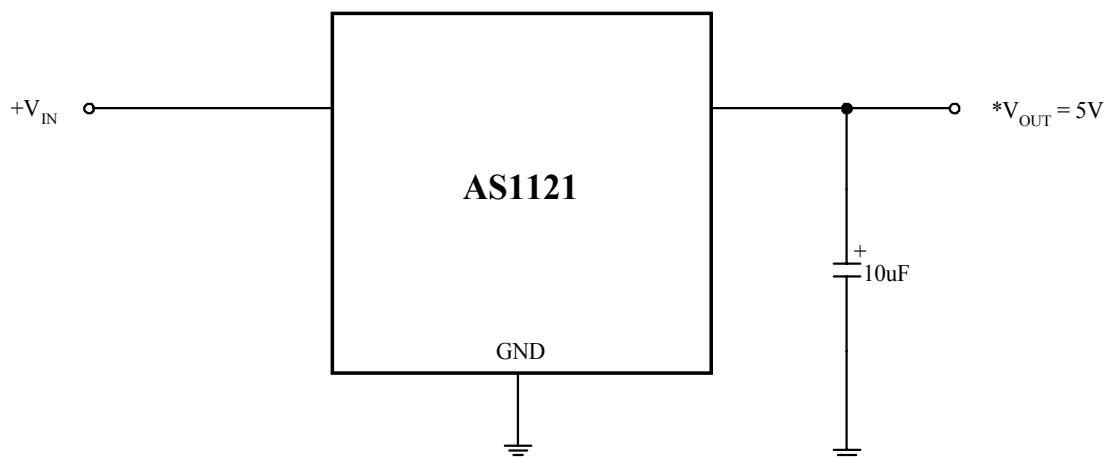 +VIN
*VOUT = 5V
AS1121
+
10uF
GND